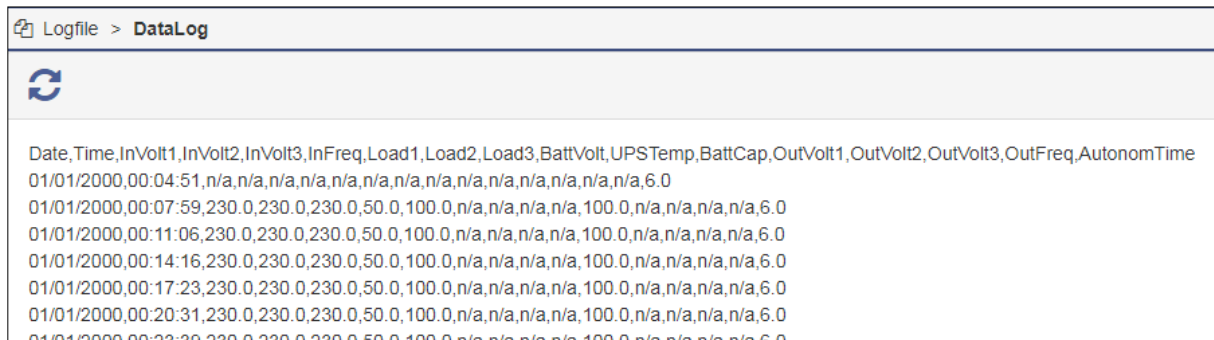 Logfile > DataLog
Date,Time,InVolt1,InVolt2,InVolt3,InFreq,Load1,Load2,Load3,BattVolt,UPSTemp,BattCap,OutVolt1,OutVolt2,OutVolt3,OutFreq,AutonomTime
01/01/2000,00:04:51,n/a,n/a,n/a,n/a,n/a,n/a,n/a,n/a,n/a,n/a,n/a,n/a,n/a,n/a,6.0
01/01/2000,00:07:59,230.0,230.0,230.0,50.0,100.0,n/a,n/a,n/a,n/a,100.0,n/a,n/a,n/a,n/a,6.0
01/01/2000,00:11:06,230.0,230.0,230.0,50.0,100.0,n/a,n/a,n/a,n/a,100.0,n/a,n/a,n/a,n/a,6.0
01/01/2000,00:14:16,230.0,230.0,230.0,50.0,100.0,n/a,n/a,n/a,n/a,100.0,n/a,n/a,n/a,n/a,6.0
01/01/2000,00:17:23,230.0,230.0,230.0,50.0,100.0,n/a,n/a,n/a,n/a,100.0,n/a,n/a,n/a,n/a,6.0
01/01/2000,00:20:31,230.0,230.0,230.0,50.0,100.0,n/a,n/a,n/a,n/a,100.0,n/a,n/a,n/a,n/a,6.0